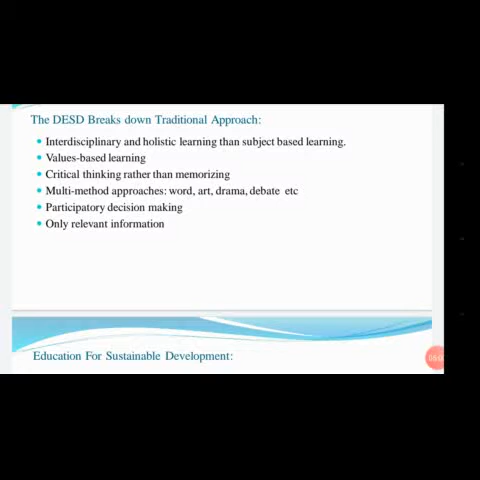 The DESD Breaks down Traditional Approach:
Interdisciplinary and holistic learning than subject based learning.
Values-based learning
Critical thinking rather than memorizing
Multi-method approaches: word, art, drama, debate etc
Participatory decision making
Only relevant information
Education For Sustainable Development: